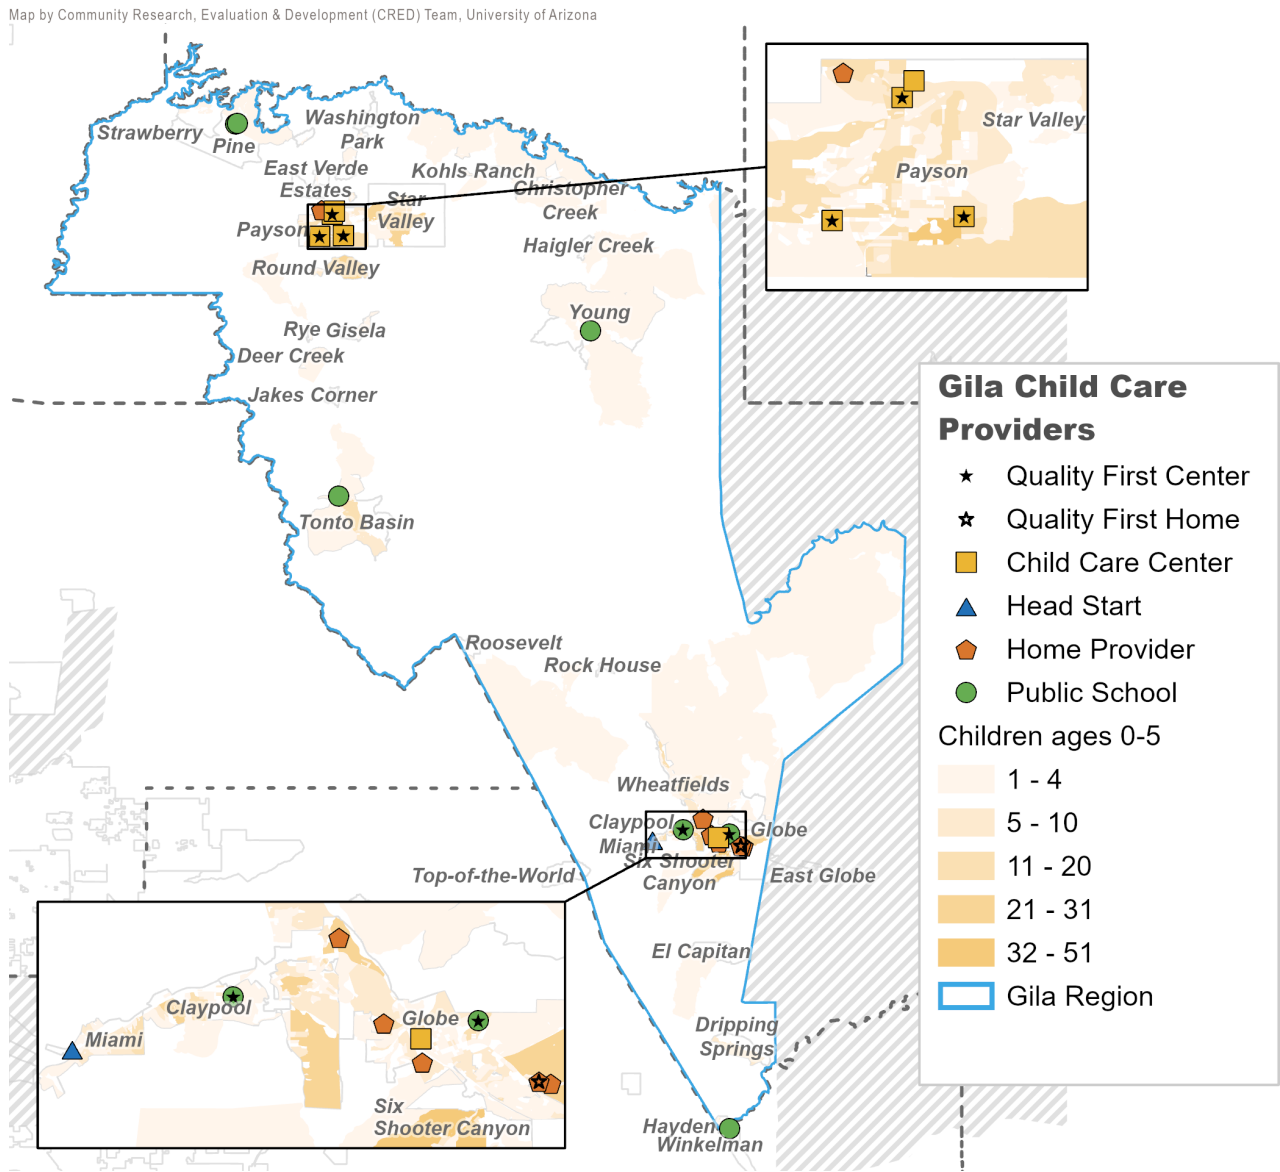 Map by Community Research, Evaluation & Development (CRED) Team, University of Arizona
Strawberry
Pine
Washington
Park
East Verde
Estates
Kohls Ranch
Christopher
Creek
Star
Valley
Payson
Haigler Creek
Round Valley
Young
Rye
Gisela
Deer Creek
Jakes Corner
Tonto Basin
Star Valley
Payson
Roosevelt
Rock House
Wheatfields
Claypool
Miami
Globe
Six Shooter
Canyon
East Globe
Top-of-the-World
El Capitan
Dripping
Springs
Hayden
Winkelman
Claypool
Miami
Globe
Six
Shooter Canyon
Gila Child Care
Providers
Quality First Center
Quality First Home
Child Care Center
Head Start
Home Provider
Public School
Children ages 0-5
1 - 4
5 - 10
11 - 20
21 - 31
32 - 51
Gila Region